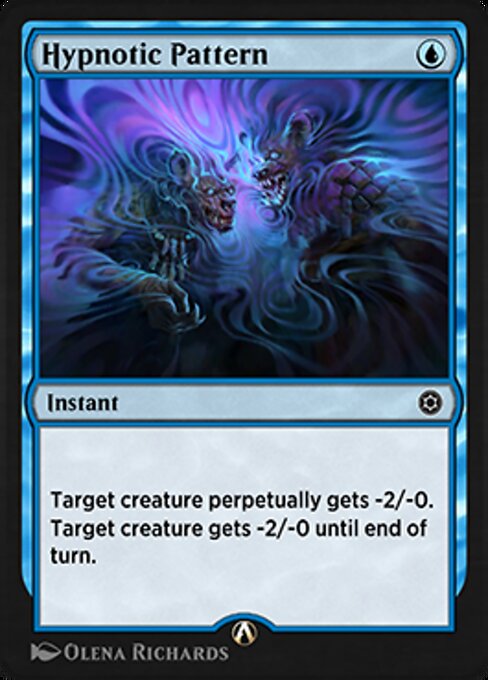 Hypnotic Pattern
Instant
Target creature perpetually gets -2/-0.
Target creature gets -2/-0 until end of
turn.
Olena Richards